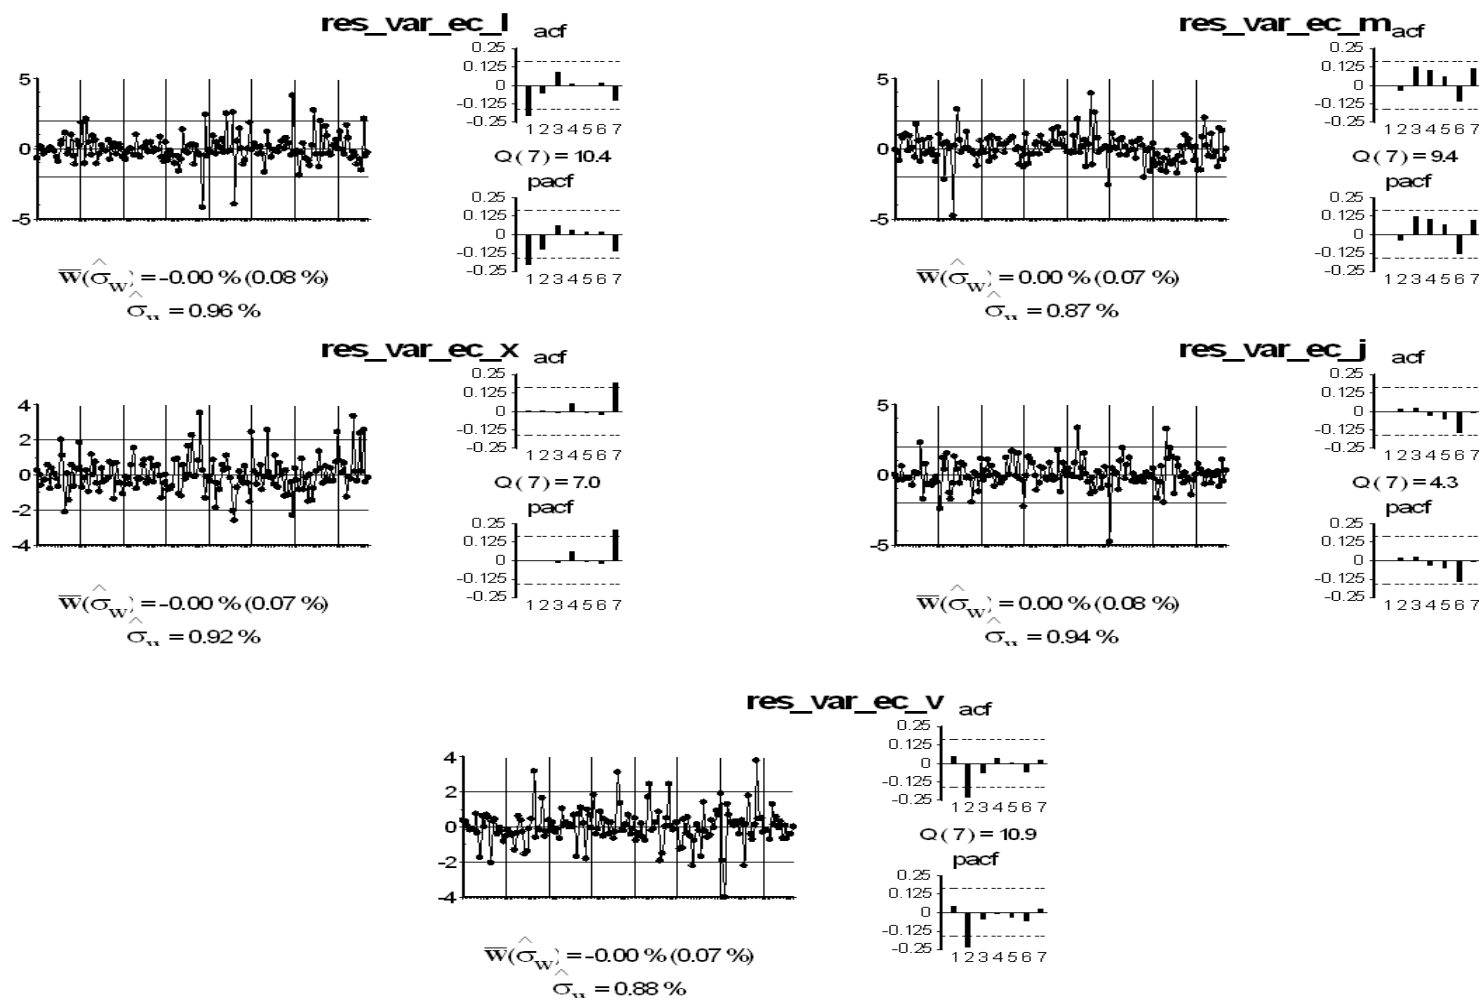 res_var_ec_l
acf
0.25
0.125
0
-0.125
-0.25
1 2 3 4 5 6 7
5
0
-5
Q(7) = 10.4
pacf
0.25
0.125
0
-0.125
-0.25
1 2 3 4 5 6 7
w̅(σ̂w) = -0.00 % (0.08 %)
σ̂u = 0.96 %
res_var_ec_m
acf
0.25
0.125
0
-0.125
-0.25
1 2 3 4 5 6 7
5
0
-5
Q(7) = 9.4
pacf
0.25
0.125
0
-0.125
-0.25
1 2 3 4 5 6 7
w̅(σ̂w) = 0.00 % (0.07 %)
σ̂u = 0.87 %
res_var_ec_x
acf
0.25
0.125
0
-0.125
-0.25
1 2 3 4 5 6 7
4
2
0
-2
-4
Q(7) = 7.0
pacf
0.25
0.125
0
-0.125
-0.25
1 2 3 4 5 6 7
w̅(σ̂w) = -0.00 % (0.07 %)
σ̂u = 0.92 %
res_var_ec_j
acf
0.25
0.125
0
-0.125
-0.25
1 2 3 4 5 6 7
5
0
-5
Q(7) = 4.3
pacf
0.25
0.125
0
-0.125
-0.25
1 2 3 4 5 6 7
w̅(σ̂w) = 0.00 % (0.08 %)
σ̂u = 0.94 %
res_var_ec_v
acf
0.25
0.125
0
-0.125
-0.25
1 2 3 4 5 6 7
4
2
0
-2
-4
Q(7) = 10.9
pacf
0.25
0.125
0
-0.125
-0.25
1 2 3 4 5 6 7
w̅(σ̂w) = -0.00 % (0.07 %)
σ̂u = 0.88 %